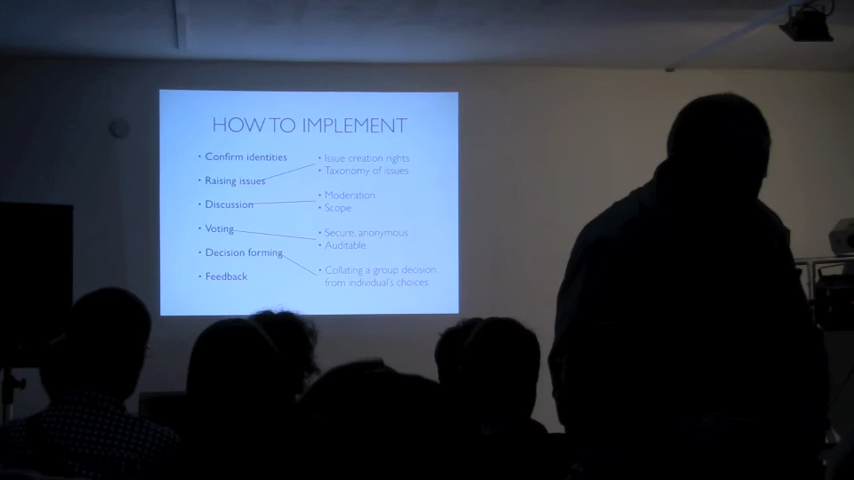 HOW TO IMPLEMENT
• Confirm identities
• Raising issues
• Discussion
• Voting
• Decision forming
• Feedback
• Issue creation rights
• Taxonomy of issues
• Moderation
• Scope
• Secure, anonymous
• Auditable
• Collating a group decision
from individual's choices